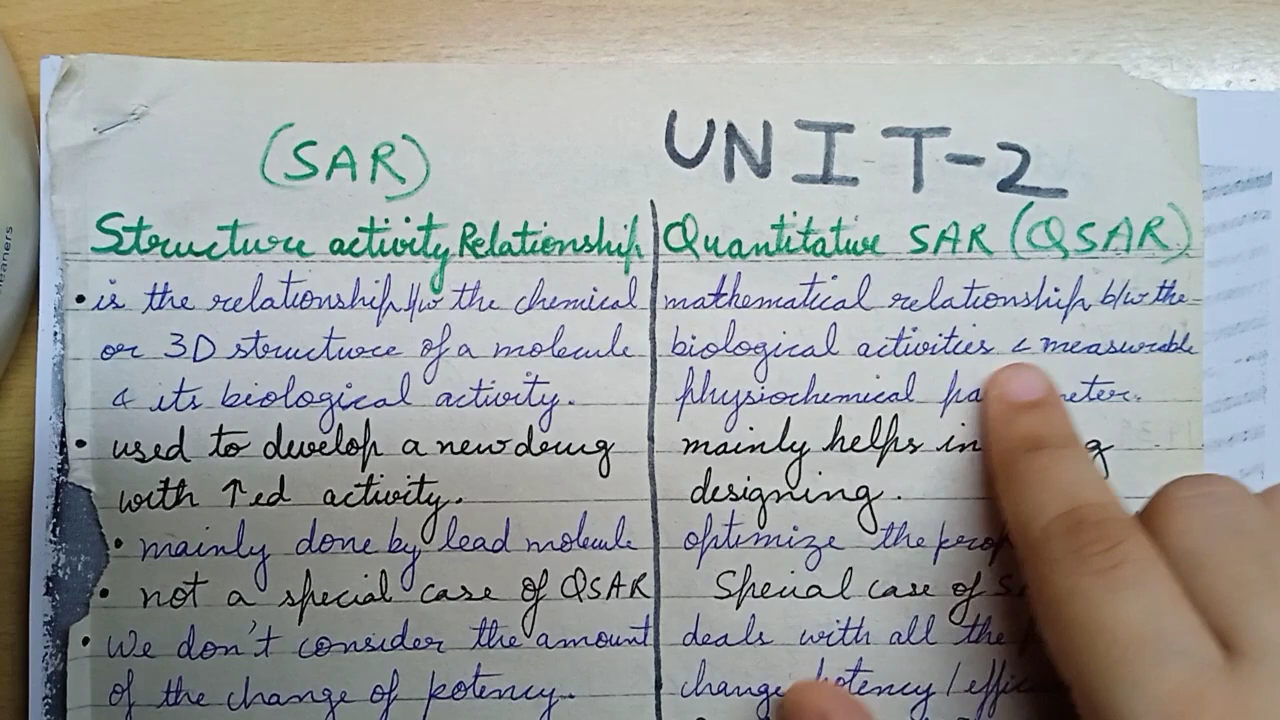 (SAR)
UNIT-2
Structure activity Relationship
• is the relationship b/w the chemical
or 3D structure of a molecule
& its biological activity.
• used to develop a new drug
with ↑ed activity.
• mainly done by lead molecule
• not a special case of QSAR
• We don't consider the amount
of the change of potency.
Quantitative SAR (QSAR)
mathematical relationship b/w the
biological activities & measurable
physiochemical
mainly helps in
designing.
optimize the
Special case of
deals with all the
change